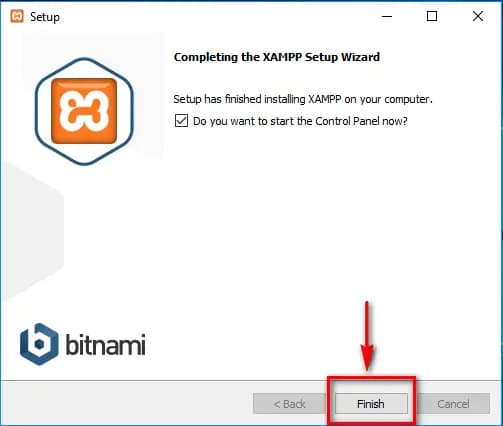 Setup
Completing the XAMPP Setup Wizard
Setup has finished installing XAMPP on your computer.
Do you want to start the Control Panel now?
bitnami
< Back
Finish
Cancel